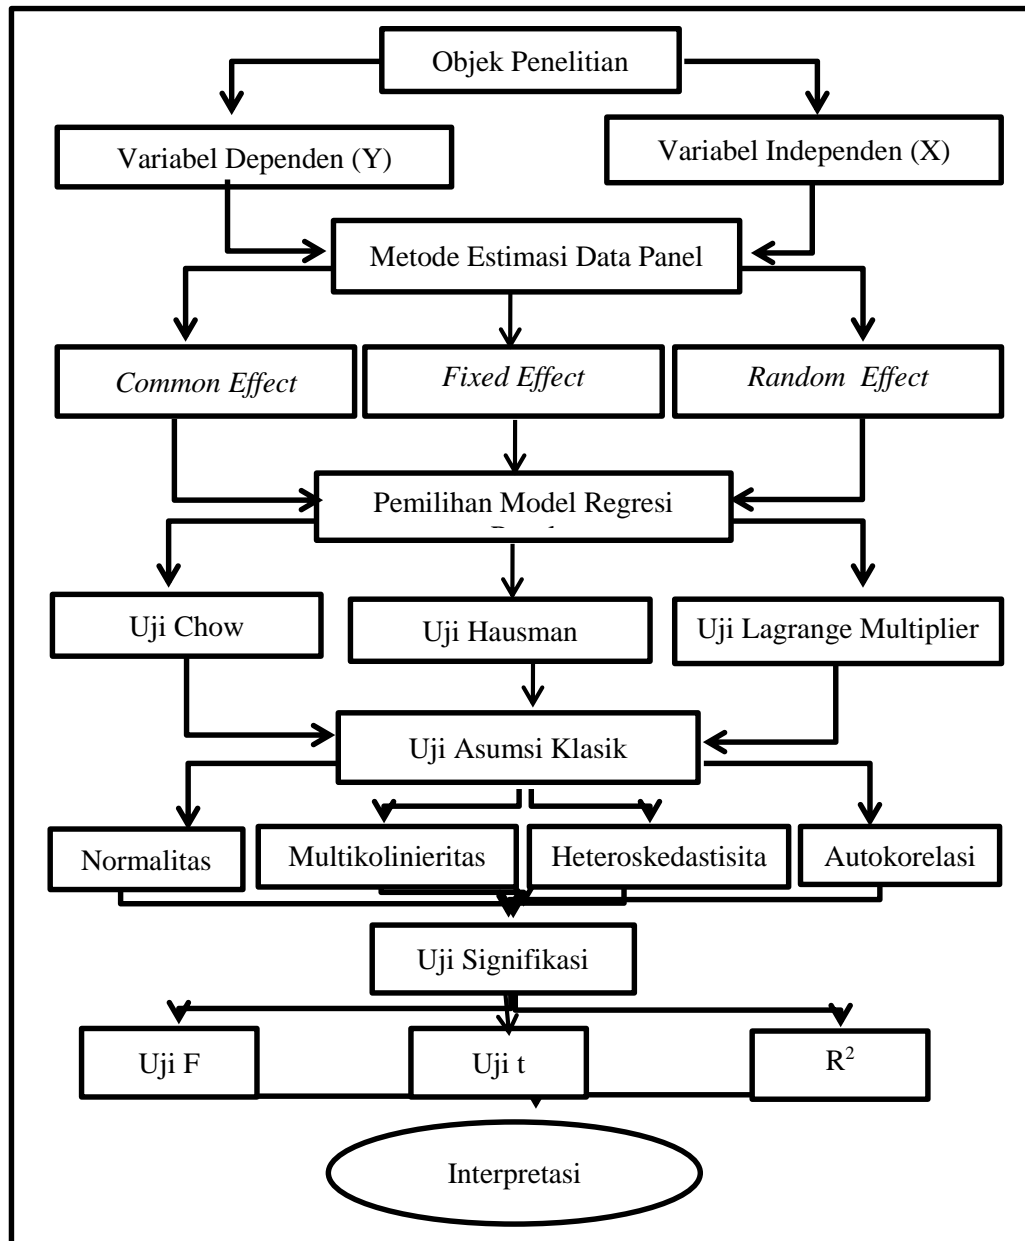 Objek Penelitian
Variabel Dependen (Y)
Variabel Independen (X)
Metode Estimasi Data Panel
Common Effect
Fixed Effect
Random Effect
Pemilihan Model Regresi
Uji Chow
Uji Hausman
Uji Lagrange Multiplier
Uji Asumsi Klasik
Normalitas
Multikolinieritas
Heteroskedastisita
Autokorelasi
Uji Signifikasi
Uji F
Uji t
R²
Interpretasi